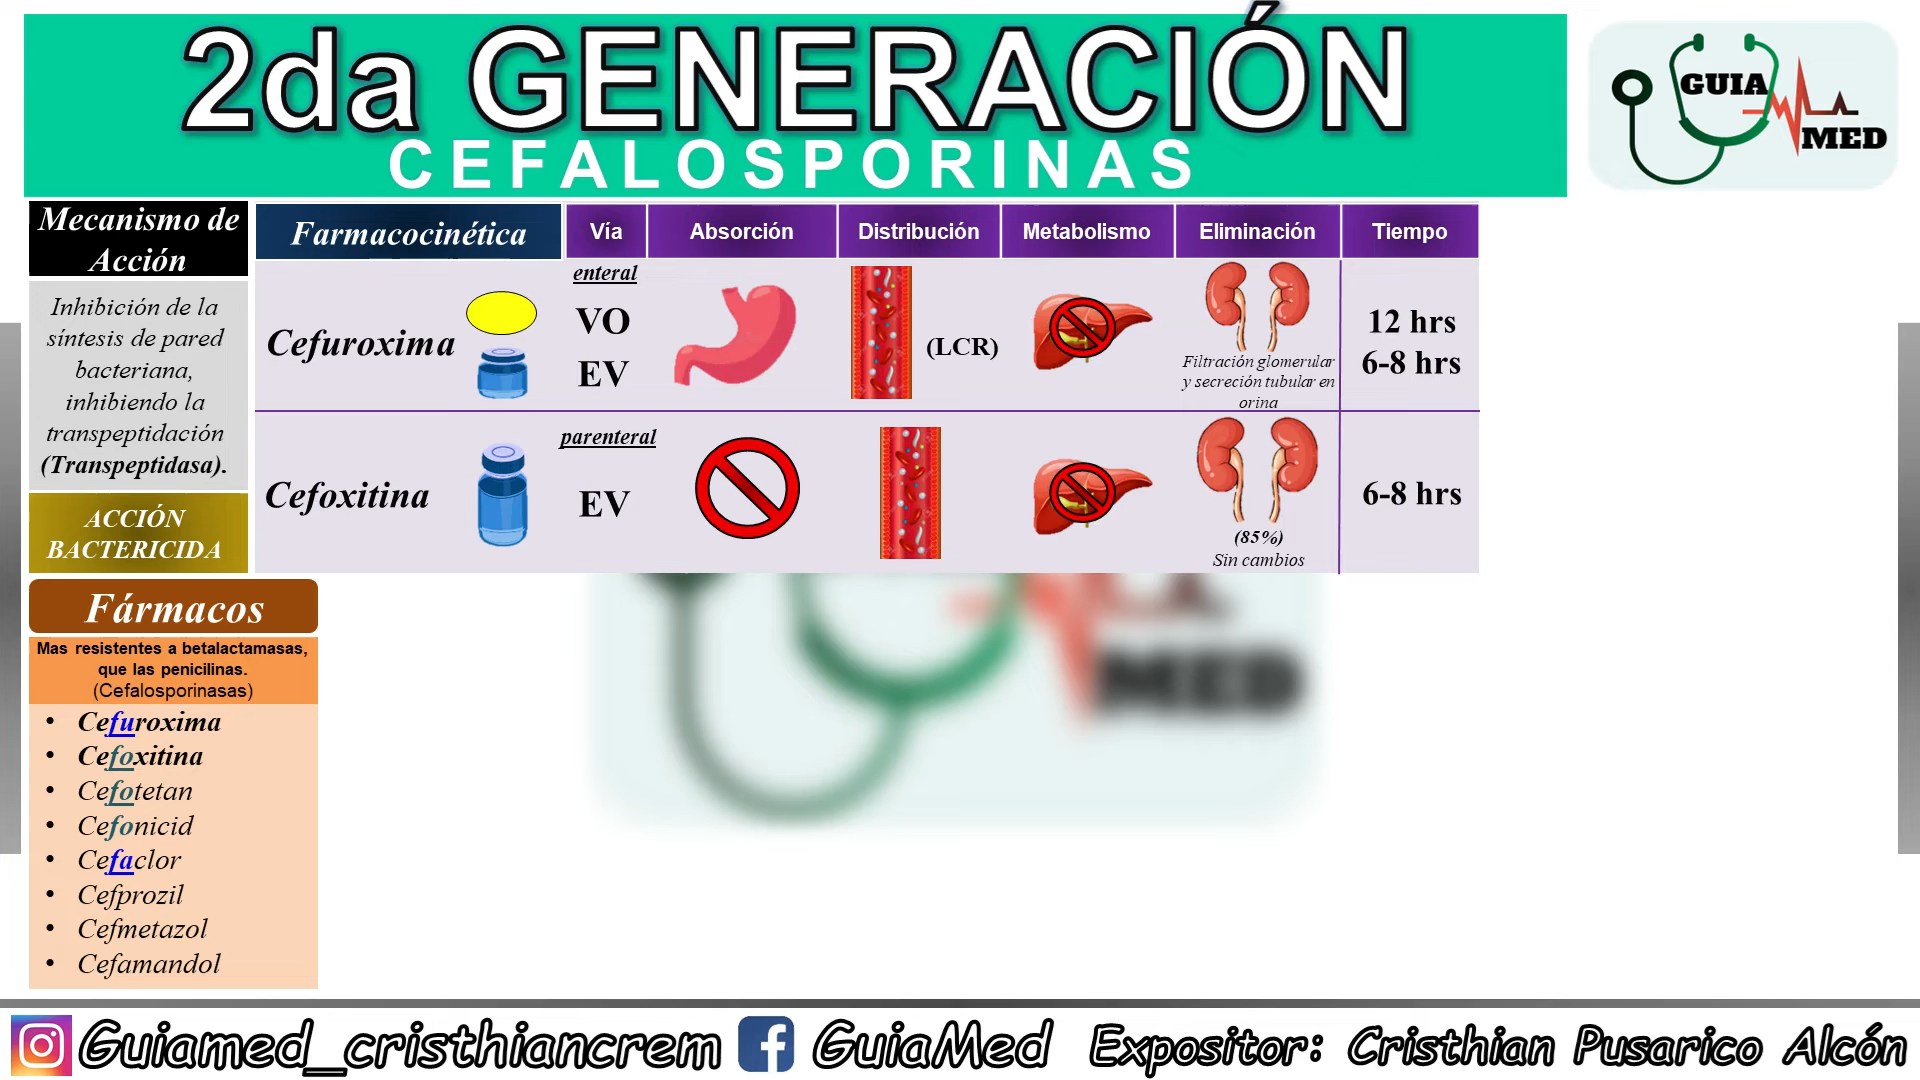 2da GENERACIÓN
CEFALOSPORINAS
GUIA
MED
Mecanismo de
Acción
Inhibición de la
síntesis de pared
bacteriana,
inhibiendo la
transpeptidación
(Transpeptidasa).
ACCIÓN
BACTERICIDA
Farmacocinética
Vía
Absorción
Distribución
Metabolismo
Eliminación
Tiempo
Cefuroxima
enteral
VO
EV
(LCR)
Filtración glomerular
y secreción tubular en
orina
12 hrs
6-8 hrs
Cefoxitina
parenteral
EV
(85%)
Sin cambios
6-8 hrs
Fármacos
Mas resistentes a betalactamasas,
que las penicilinas.
(Cefalosporinasas)
• Cefuroxima
• Cefoxitina
• Cefotetan
• Cefonicid
• Cefaclor
• Cefprozil
• Cefmetazol
• Cefamandol
MED
Guiamed_cristhiancrem
GuiaMed
Expositor: Cristhian Pusarico Alcón